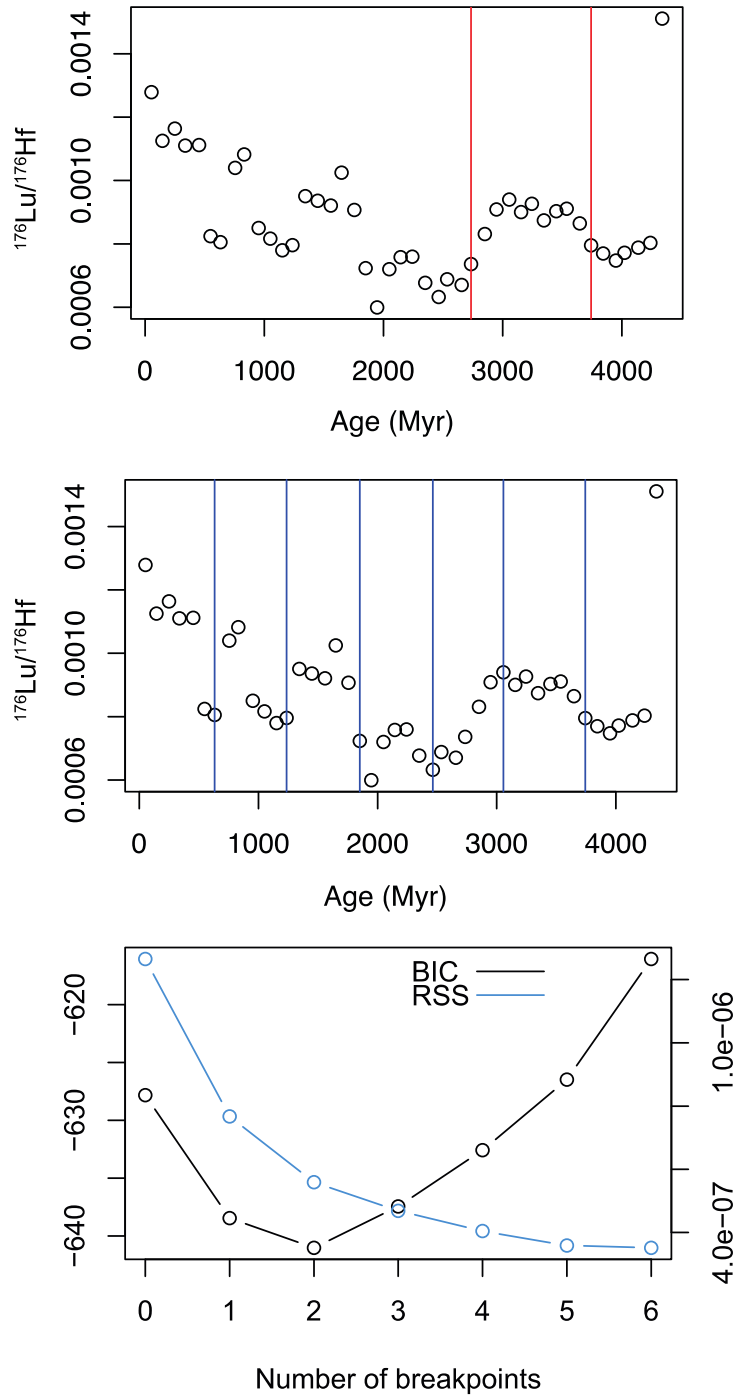 0.0014
0.0010
0.0006
¹⁷⁶Lu/¹⁷⁶Hf
0 1000 2000 3000 4000
Age (Myr)
0.0014
0.0010
0.0006
¹⁷⁶Lu/¹⁷⁶Hf
0 1000 2000 3000 4000
Age (Myr)
BIC
RSS
−620
−630
−640
1.0e−06
4.0e−07
0 1 2 3 4 5 6
Number of breakpoints